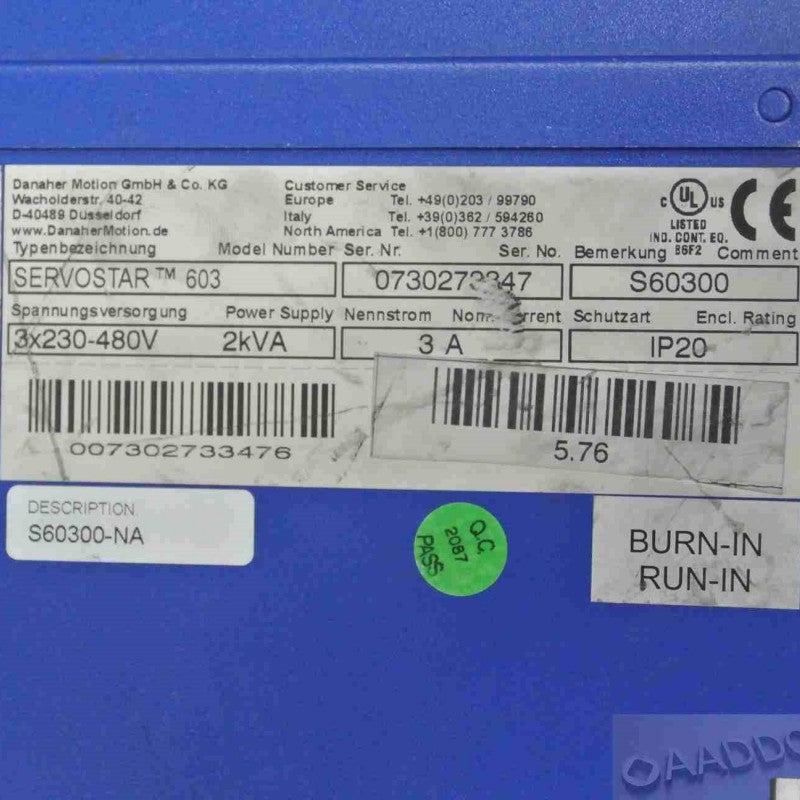 Danaher Motion GmbH & Co. KG
Wacholderstr. 40-42
D-40489 Düsseldorf
www.DanaherMotion.de
Customer Service
Europe Tel. +49(0)203 / 99790
Italy Tel. +39(0)362 / 594260
North America Tel. +1(800) 777 3786
C UL US
LISTED
IND. CONT. EQ.
86F2
CE
Typenbezeichnung Model Number Ser. Nr. Ser. No. Bemerkung Comment
SERVOSTAR™ 603 0730273347 S60300
Spannungsversorgung Power Supply Nennstrom Schutzart Encl. Rating
3x230-480V 2kVA 3 A IP20
007302733476
5.76
DESCRIPTION
S60300-NA
Q.C.
2087
PASS
BURN-IN
RUN-IN
AADDC